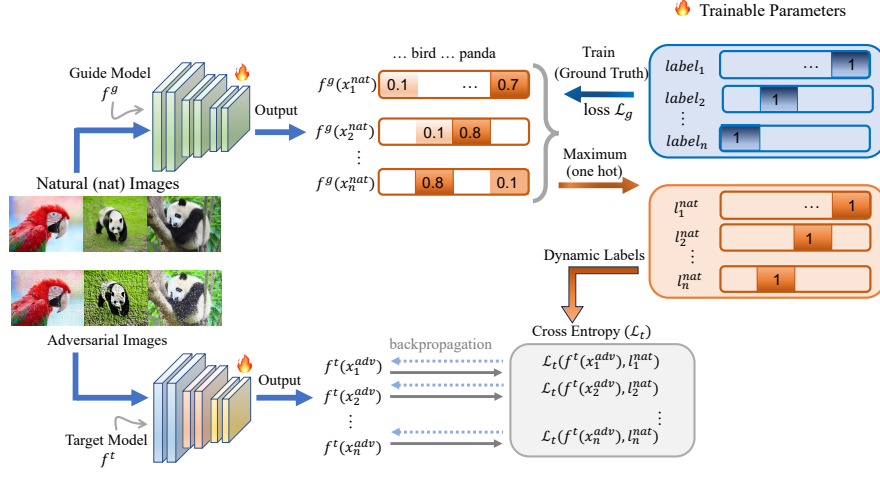 Trainable Parameters
Guide Model
f^g
Output
… bird … panda
f^g(x_1^{nat})
0.1 … 0.7
f^g(x_2^{nat})
0.1 0.8
⋮
f^g(x_n^{nat})
0.8 0.1
Train
(Ground Truth)
loss ℒ_g
Maximum
(one hot)
label_1 … 1
label_2 1
⋮
label_n 1
l_1^{nat} … 1
l_2^{nat} 1
⋮
l_n^{nat} 1
Natural (nat) Images
Adversarial Images
Dynamic Labels
Target Model
f^t
Output
f^t(x_1^{adv})
f^t(x_2^{adv})
⋮
f^t(x_n^{adv})
backpropagation
Cross Entropy (ℒ_t)
ℒ_t(f^t(x_1^{adv}), l_1^{nat})
ℒ_t(f^t(x_2^{adv}), l_2^{nat})
⋮
ℒ_t(f^t(x_n^{adv}), l_n^{nat})